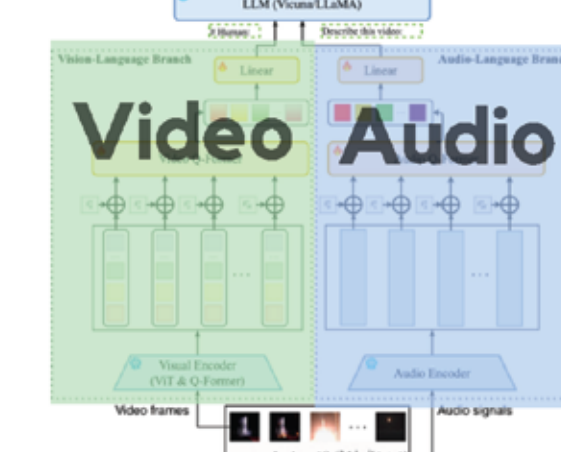 LLM (Vicuna/LLaMA)
# Human:
Describe this video:
Vision-Language Branch
Linear
Linear
Audio-Language
Video
Audio
Visual Encoder
(ViT & Q-Former)
Audio Encoder
Video frames
Audio signals